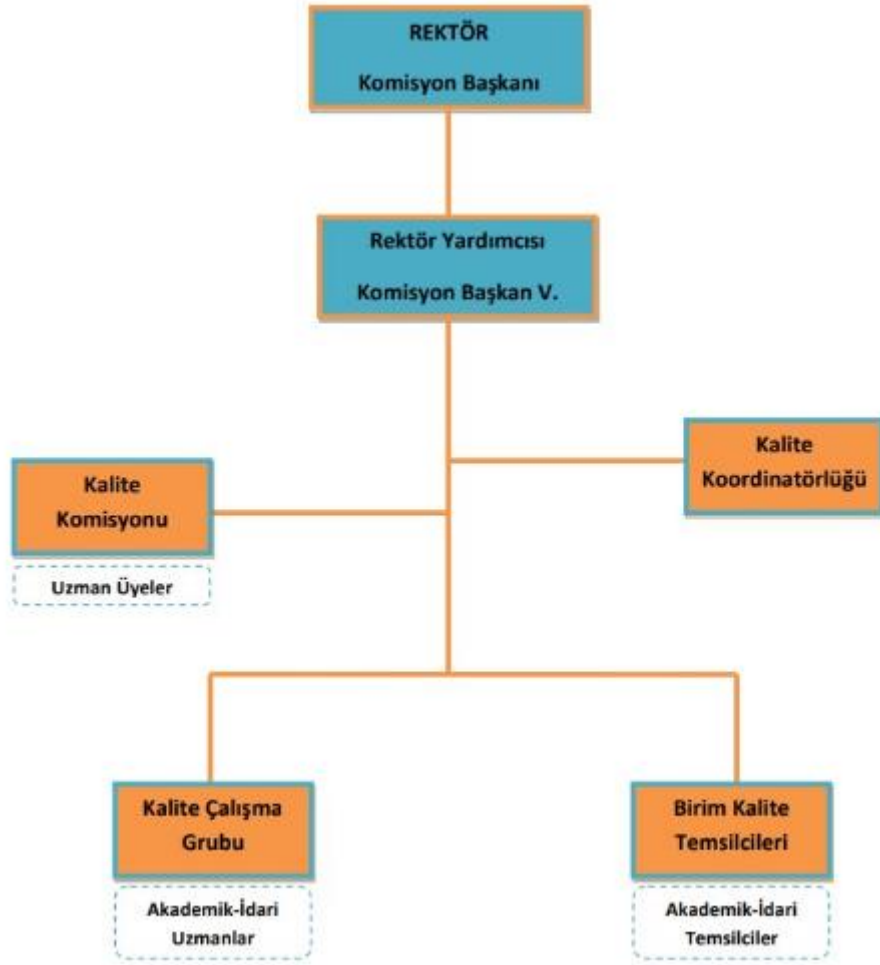 REKTÖR
Komisyon Başkanı
Rektör Yardımcısı
Komisyon Başkan V.
Kalite
Koordinatörlüğü
Kalite
Komisyonu
Uzman Üyeler
Kalite Çalışma
Grubu
Akademik-İdari
Uzmanlar
Birim Kalite
Temsilcileri
Akademik-İdari
Temsilciler